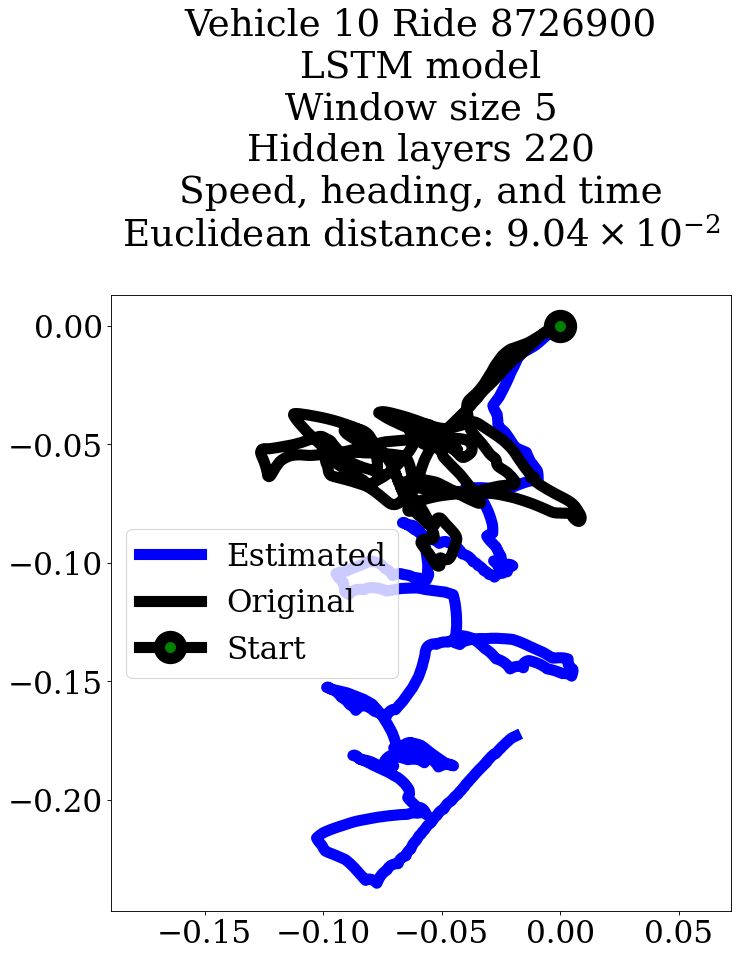 Vehicle 10 Ride 8726900
LSTM model
Window size 5
Hidden layers 220
Speed, heading, and time
Euclidean distance: 9.04 × 10⁻²
0.00
−0.05
−0.10
−0.15
−0.20
Estimated
Original
Start
−0.15 −0.10 −0.05 0.00 0.05